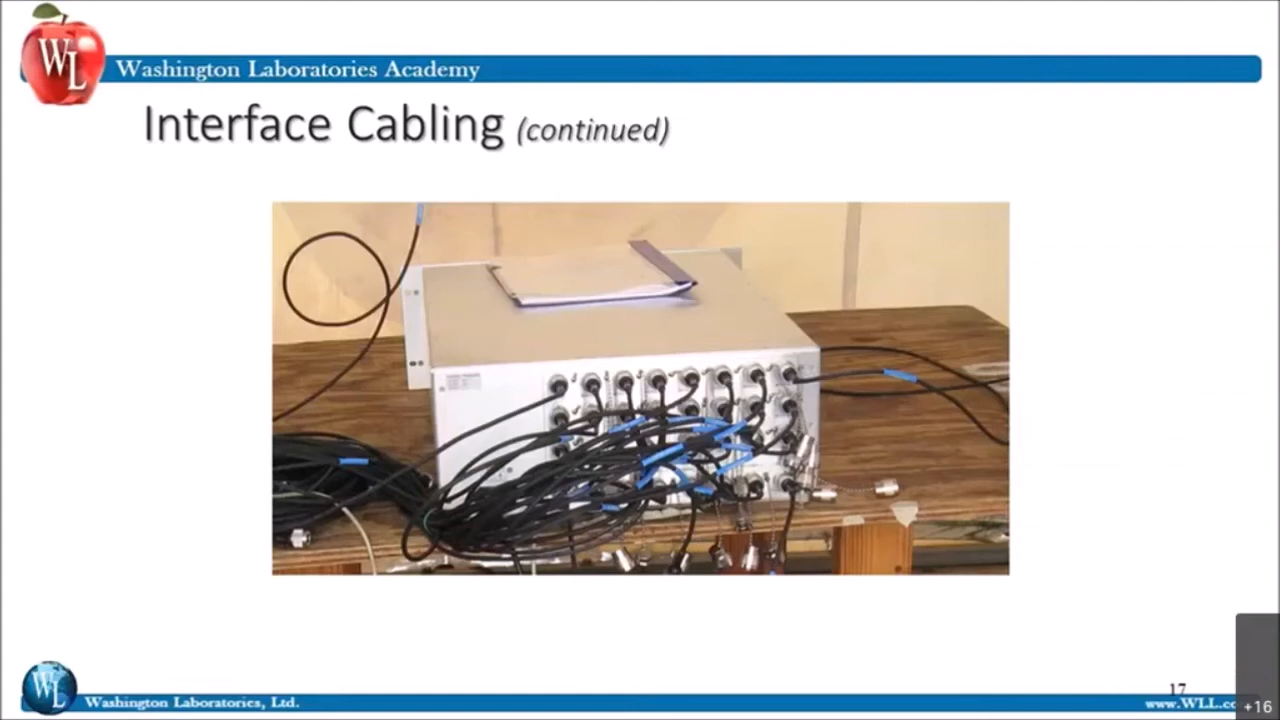 WL
Washington Laboratories Academy
Interface Cabling (continued)
17
WL
Washington Laboratories, Ltd.
+16